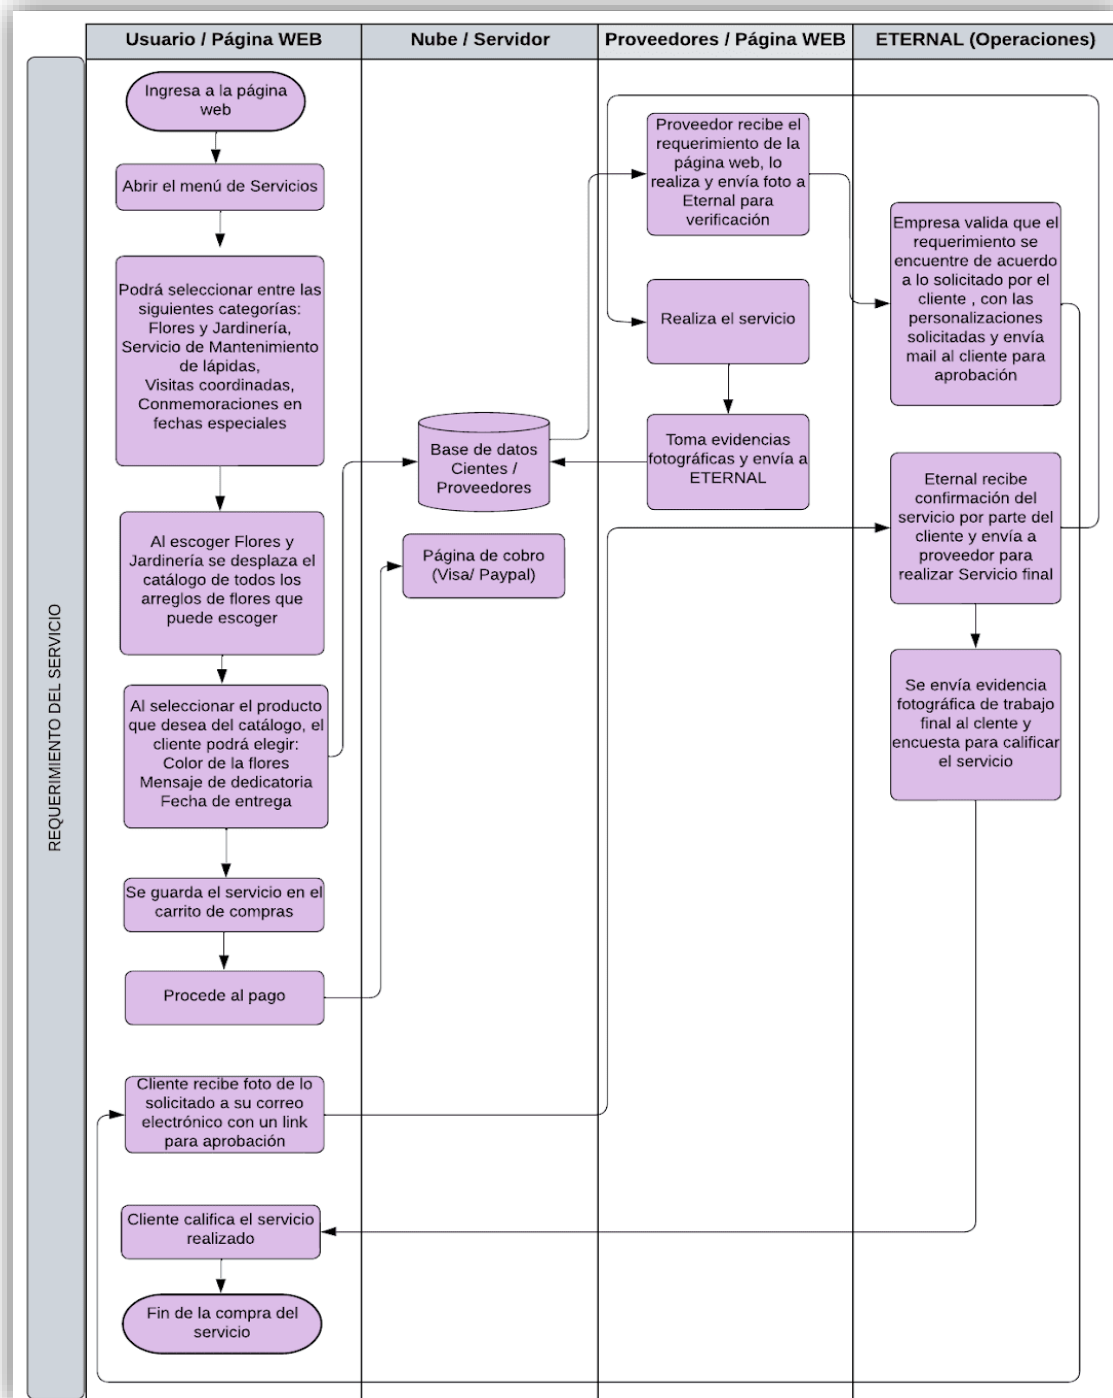 Usuario / Página WEB
Nube / Servidor
Proveedores / Página WEB
ETERNAL (Operaciones)
REQUERIMIENTO DEL SERVICIO
Ingresa a la página
web
Abrir el menú de Servicios
Podrá seleccionar entre las
siguientes categorías:
Flores y Jardinería,
Servicio de Mantenimiento
de lápidas,
Visitas coordinadas,
Conmemoraciones en
fechas especiales
Al escoger Flores y
Jardinería se desplaza el
catálogo de todos los
arreglos de flores que
puede escoger
Al seleccionar el producto
que desea del catálogo, el
cliente podrá elegir:
Color de la flores
Mensaje de dedicatoria
Fecha de entrega
Se guarda el servicio en el
carrito de compras
Procede al pago
Cliente recibe foto de lo
solicitado a su correo
electrónico con un link
para aprobación
Cliente califica el servicio
realizado
Fin de la compra del
servicio
Base de datos
Cientes /
Proveedores
Página de cobro
(Visa/ Paypal)
Proveedor recibe el
requerimiento de la
página web, lo
realiza y envía foto a
Eternal para
verificación
Realiza el servicio
Toma evidencias
fotográficas y envía a
ETERNAL
Empresa valida que el
requerimiento se
encuentre de acuerdo
a lo solicitado por el
cliente , con las
personalizaciones
solicitadas y envía
mail al cliente para
aprobación
Eternal recibe
confirmación del
servicio por parte del
cliente y envía a
proveedor para
realizar Servicio final
Se envía evidencia
fotográfica de trabajo
final al clente y
encuesta para calificar
el servicio